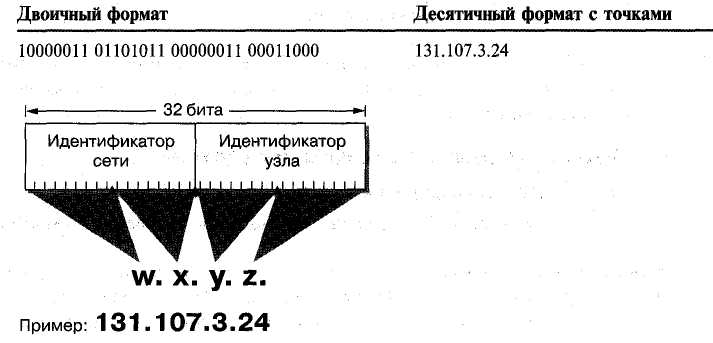 Двоичный формат Десятичный формат с точками
10000011 01101011 00000011 00011000 131.107.3.24
32 бита
Идентификатор сети
Идентификатор узла
w. x. y. z.
Пример: 131.107.3.24